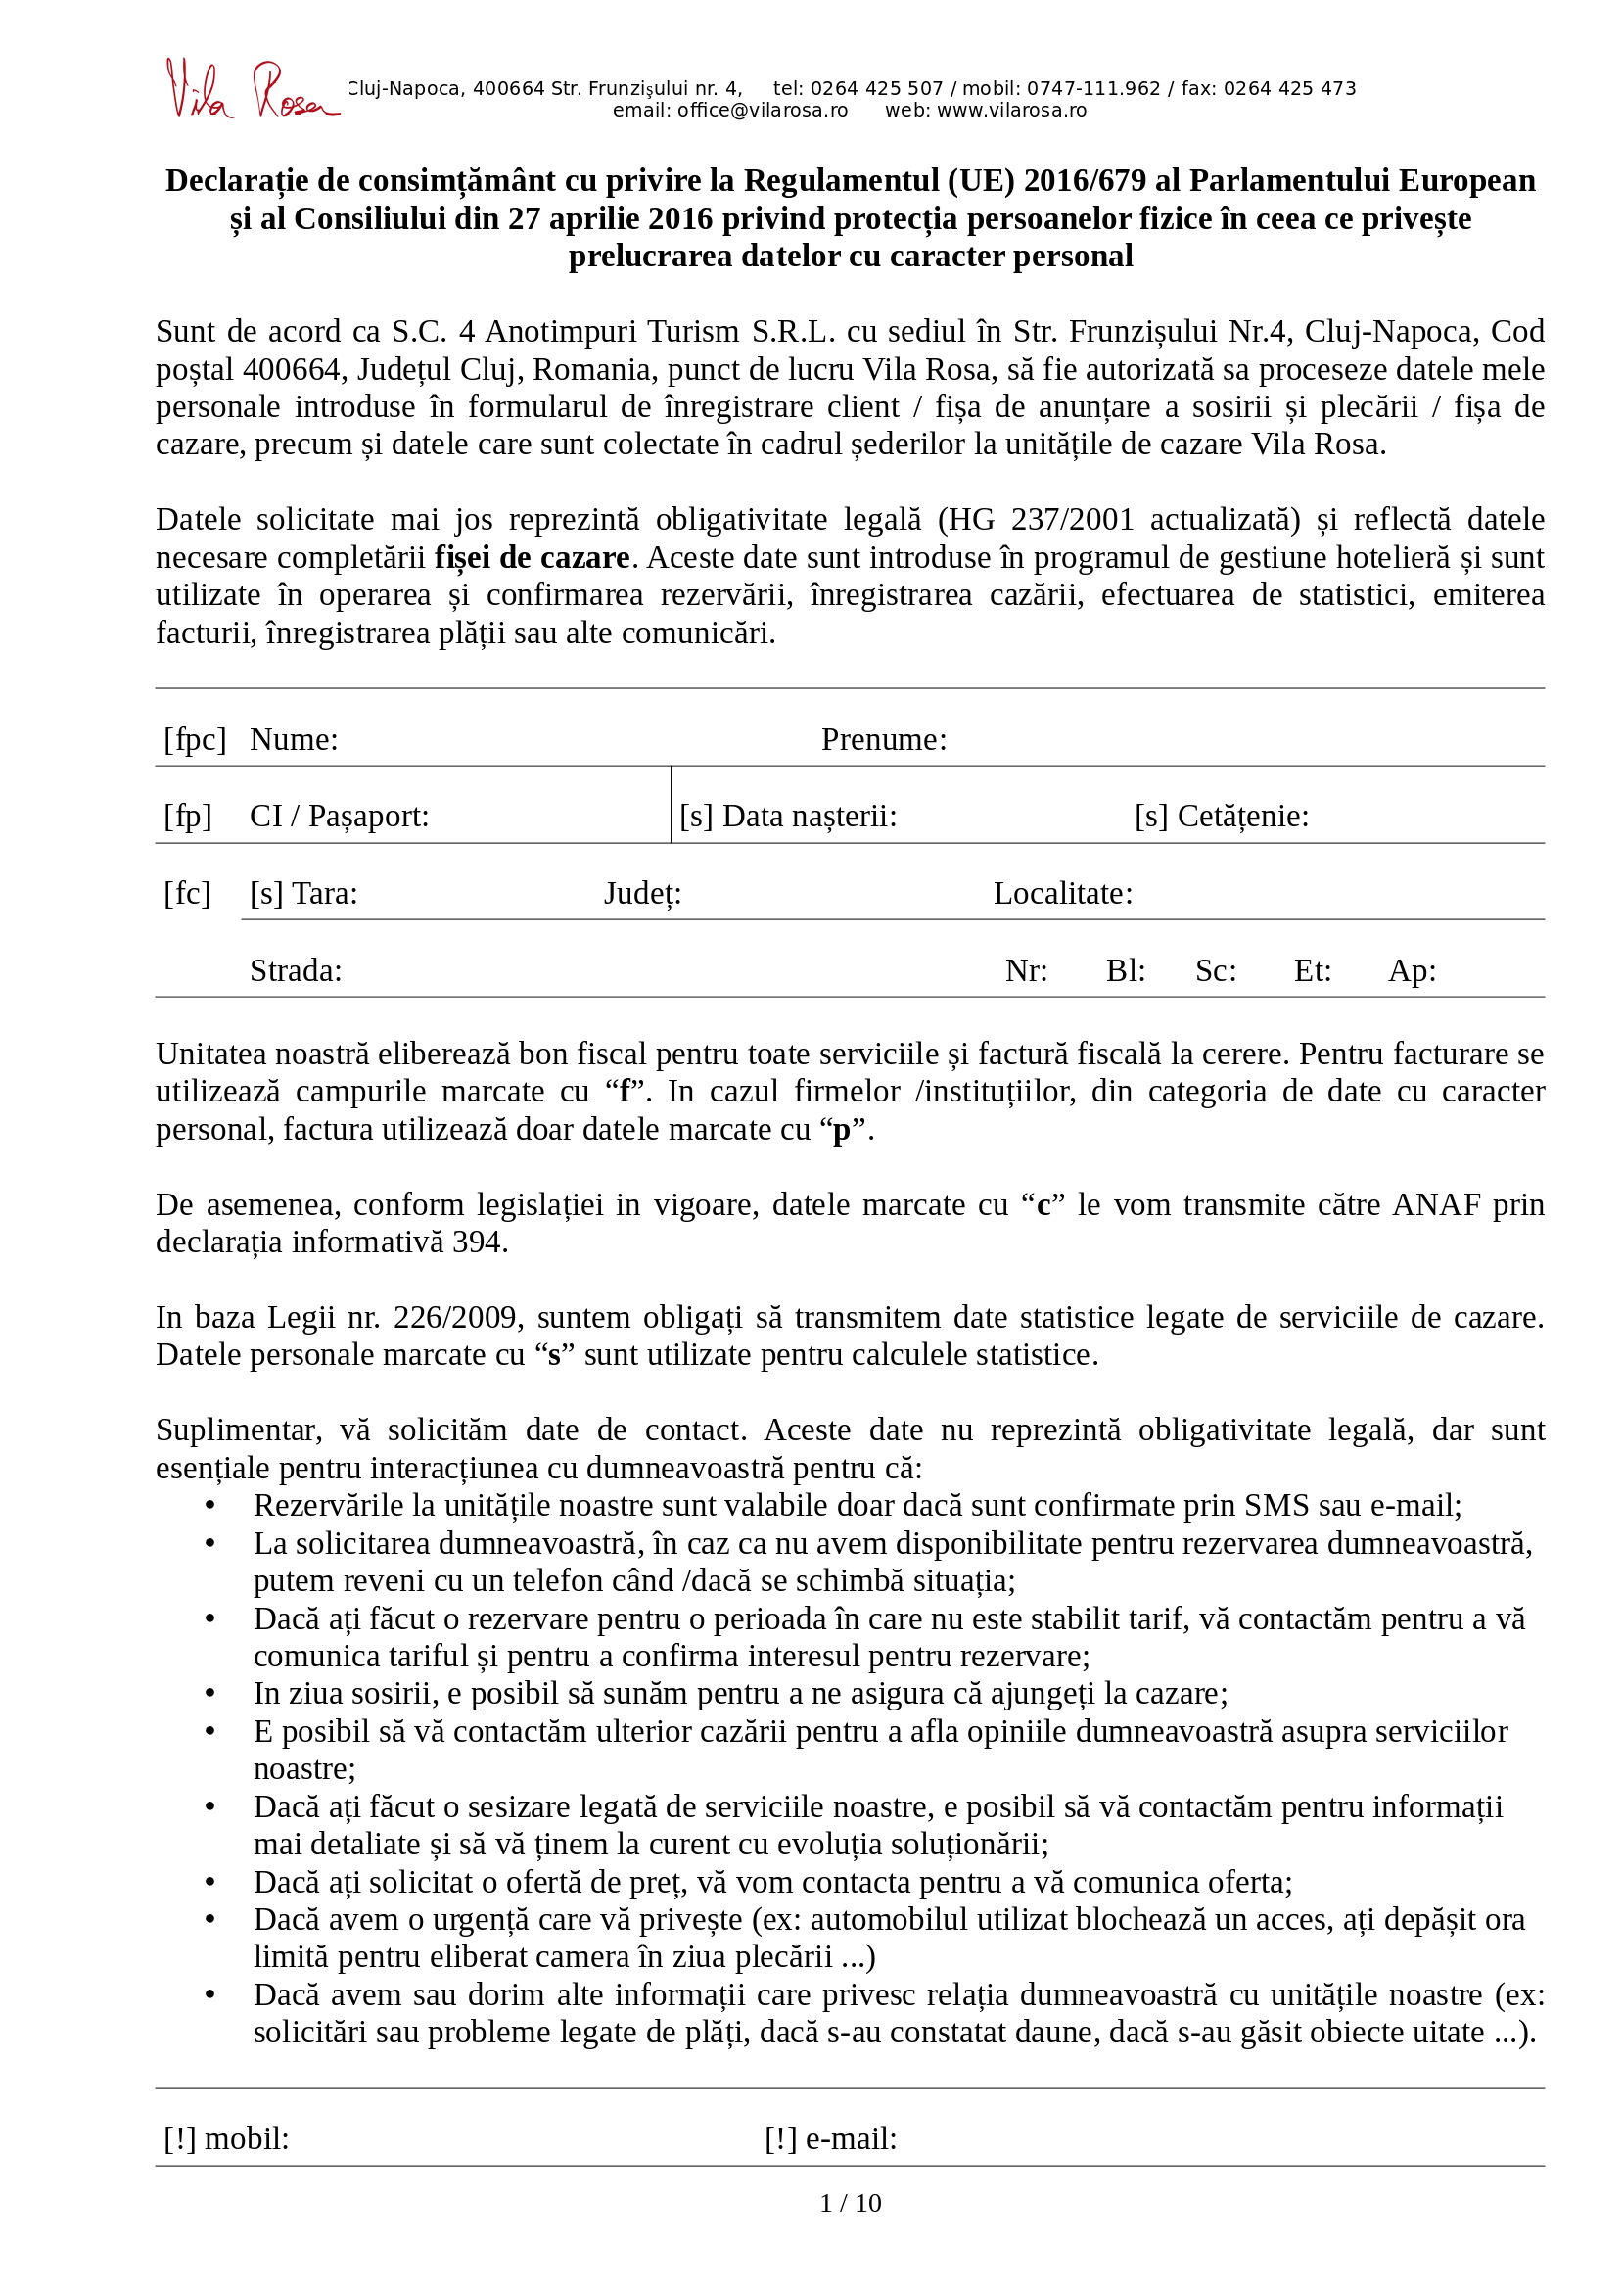 Vila Rosa
Cluj-Napoca, 400664 Str. Frunzişului nr. 4, tel: 0264 425 507 / mobil: 0747-111.962 / fax: 0264 425 473
email: office@vilarosa.ro web: www.vilarosa.ro
Declarație de consimțământ cu privire la Regulamentul (UE) 2016/679 al Parlamentului European
și al Consiliului din 27 aprilie 2016 privind protecția persoanelor fizice în ceea ce privește
prelucrarea datelor cu caracter personal
Sunt de acord ca S.C. 4 Anotimpuri Turism S.R.L. cu sediul în Str. Frunzișului Nr.4, Cluj-Napoca, Cod
poștal 400664, Județul Cluj, Romania, punct de lucru Vila Rosa, să fie autorizată sa proceseze datele mele
personale introduse în formularul de înregistrare client / fișa de anunțare a sosirii și plecării / fișa de
cazare, precum și datele care sunt colectate în cadrul șederilor la unitățile de cazare Vila Rosa.
Datele solicitate mai jos reprezintă obligativitate legală (HG 237/2001 actualizată) și reflectă datele
necesare completării fișei de cazare. Aceste date sunt introduse în programul de gestiune hotelieră și sunt
utilizate în operarea și confirmarea rezervării, înregistrarea cazării, efectuarea de statistici, emiterea
facturii, înregistrarea plății sau alte comunicări.
[fpc] Nume: Prenume:
[fp] CI / Pașaport: [s] Data nașterii: [s] Cetățenie:
[fc] [s] Tara: Județ: Localitate:
Strada: Nr: Bl: Sc: Et: Ap:
Unitatea noastră eliberează bon fiscal pentru toate serviciile și factură fiscală la cerere. Pentru facturare se
utilizează campurile marcate cu “f”. In cazul firmelor /instituțiilor, din categoria de date cu caracter
personal, factura utilizează doar datele marcate cu “p”.
De asemenea, conform legislației in vigoare, datele marcate cu “c” le vom transmite către ANAF prin
declarația informativă 394.
In baza Legii nr. 226/2009, suntem obligați să transmitem date statistice legate de serviciile de cazare.
Datele personale marcate cu “s” sunt utilizate pentru calculele statistice.
Suplimentar, vă solicităm date de contact. Aceste date nu reprezintă obligativitate legală, dar sunt
esențiale pentru interacțiunea cu dumneavoastră pentru că:
• Rezervările la unitățile noastre sunt valabile doar dacă sunt confirmate prin SMS sau e-mail;
• La solicitarea dumneavoastră, în caz ca nu avem disponibilitate pentru rezervarea dumneavoastră,
putem reveni cu un telefon când /dacă se schimbă situația;
• Dacă ați făcut o rezervare pentru o perioada în care nu este stabilit tarif, vă contactăm pentru a vă
comunica tariful și pentru a confirma interesul pentru rezervare;
• In ziua sosirii, e posibil să sunăm pentru a ne asigura că ajungeți la cazare;
• E posibil să vă contactăm ulterior cazării pentru a afla opiniile dumneavoastră asupra serviciilor
noastre;
• Dacă ați făcut o sesizare legată de serviciile noastre, e posibil să vă contactăm pentru informații
mai detaliate și să vă ținem la curent cu evoluția soluționării;
• Dacă ați solicitat o ofertă de preț, vă vom contacta pentru a vă comunica oferta;
• Dacă avem o urgență care vă privește (ex: automobilul utilizat blochează un acces, ați depășit ora
limită pentru eliberat camera în ziua plecării ...)
• Dacă avem sau dorim alte informații care privesc relația dumneavoastră cu unitățile noastre (ex:
solicitări sau probleme legate de plăți, dacă s-au constatat daune, dacă s-au găsit obiecte uitate ...).
[!] mobil: [!] e-mail:
1 / 10